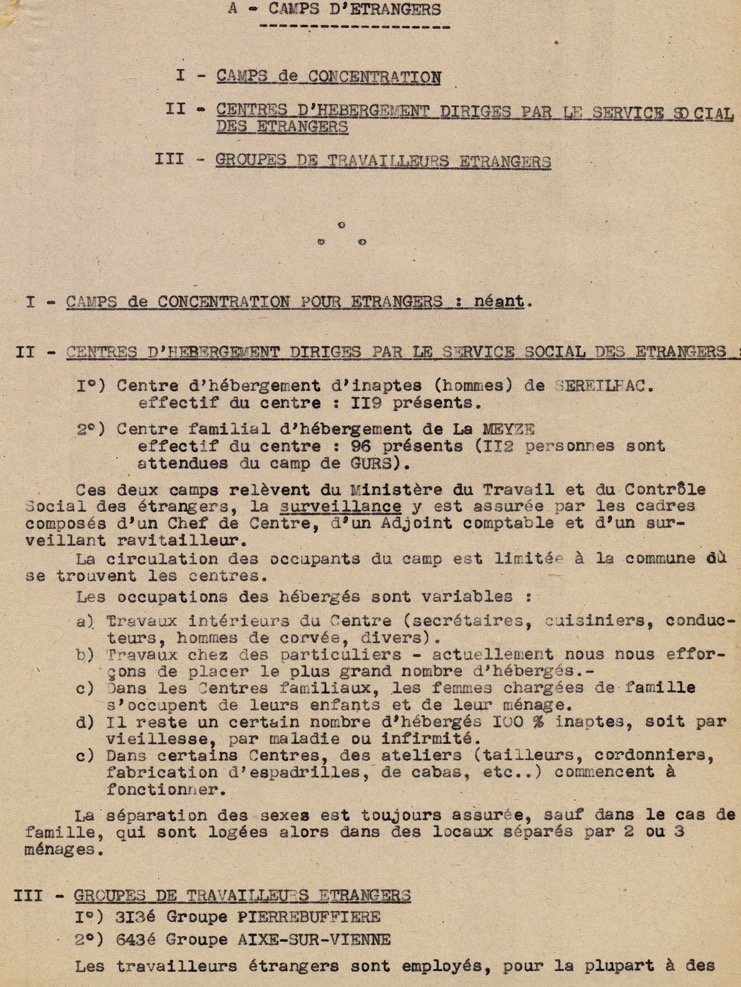 A - CAMPS D'ETRANGERS
I - CAMPS de CONCENTRATION
II - CENTRES D'HEBERGEMENT DIRIGES PAR LE SERVICE SOCIAL
DES ETRANGERS
III - GROUPES DE TRAVAILLEURS ETRANGERS
I - CAMPS de CONCENTRATION POUR ETRANGERS : néant.
II - CENTRES D'HEBERGEMENT DIRIGES PAR LE SERVICE SOCIAL DES ETRANGERS :
I°) Centre d'hébergement d'inaptes (hommes) de SEREILHAC.
effectif du centre : II9 présents.
2°) Centre familial d'hébergement de La MEYZE
effectif du centre : 96 présents (II2 personnes sont
attendues du camp de GURS).
Ces deux camps relèvent du Ministère du Travail et du Contrôle
Social des étrangers, la surveillance y est assurée par les cadres
composés d'un Chef de Centre, d'un Adjoint comptable et d'un sur-
veillant ravitailleur.
La circulation des occupants du camp est limitée à la commune où
se trouvent les centres.
Les occupations des hébergés sont variables :
a) Travaux intérieurs du Centre (secrétaires, cuisiniers, conduc-
teurs, hommes de corvée, divers).
b) Travaux chez des particuliers - actuellement nous nous effor-
çons de placer le plus grand nombre d'hébergés.-
c) Dans les Centres familiaux, les femmes chargées de famille
s'occupent de leurs enfants et de leur ménage.
d) Il reste un certain nombre d'hébergés I00 % inaptes, soit par
vieillesse, par maladie ou infirmité.
c) Dans certains Centres, des ateliers (tailleurs, cordonniers,
fabrication d'espadrilles, de cabas, etc..) commencent à
fonctionner.
La séparation des sexes est toujours assurée, sauf dans le cas de
famille, qui sont logées alors dans des locaux séparés par 2 ou 3
ménages.
III - GROUPES DE TRAVAILLEURS ETRANGERS
I°) 3I3é Groupe PIERREBUFFIERE
2°) 643é Groupe AIXE-SUR-VIENNE
Les travailleurs étrangers sont employés, pour la plupart à des